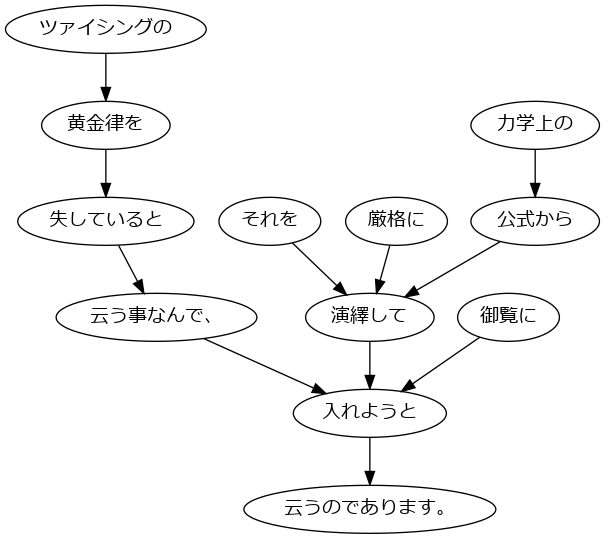 ツァイシングの
黄金律を
力学上の
失していると
それを
厳格に
公式から
云う事なんで、
演繹して
御覧に
入れようと
云うのであります。